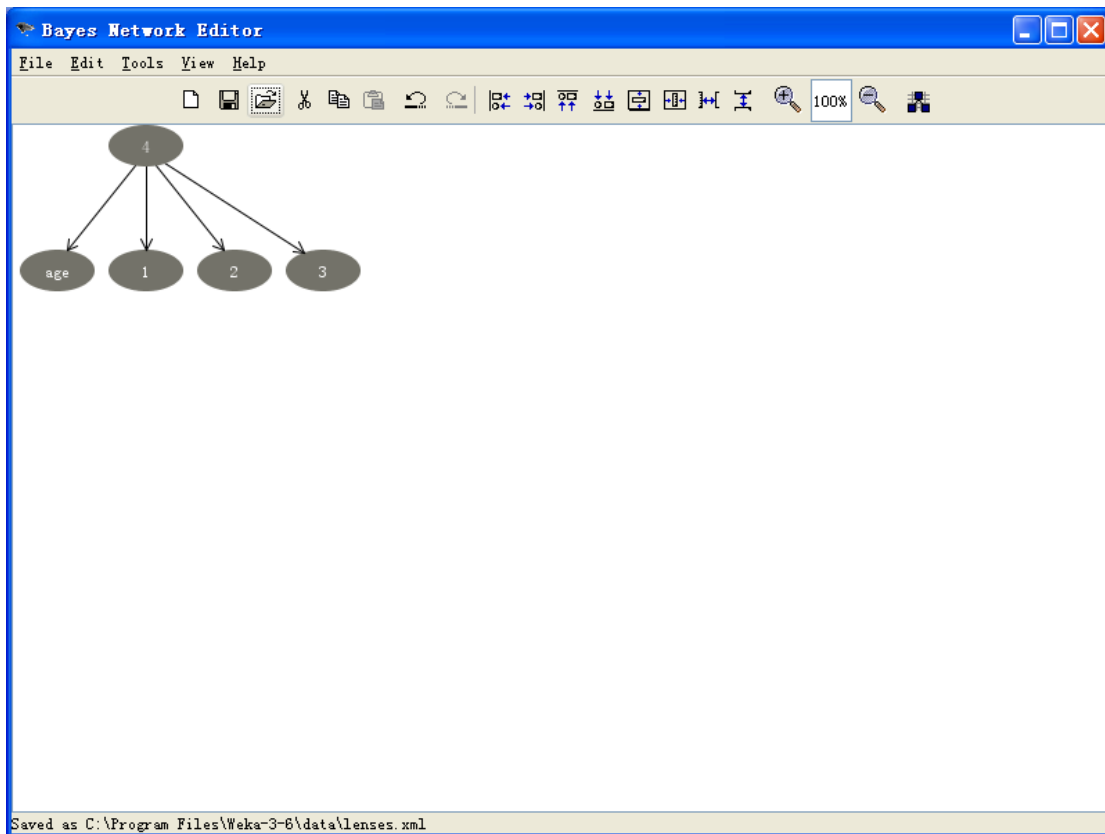 Bayes Network Editor
File Edit Tools View Help
100%
4
age 1 2 3
Saved as C:\Program Files\Weka-3-6\data\lenses.xml